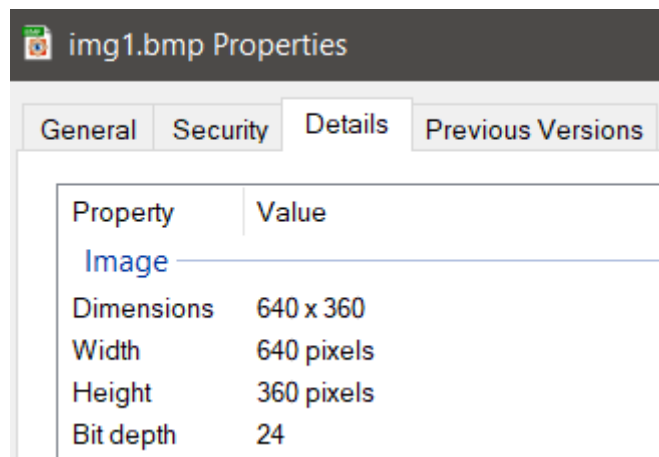 img1.bmp Properties
General Security Details Previous Versions
Property Value
Image
Dimensions 640 x 360
Width 640 pixels
Height 360 pixels
Bit depth 24